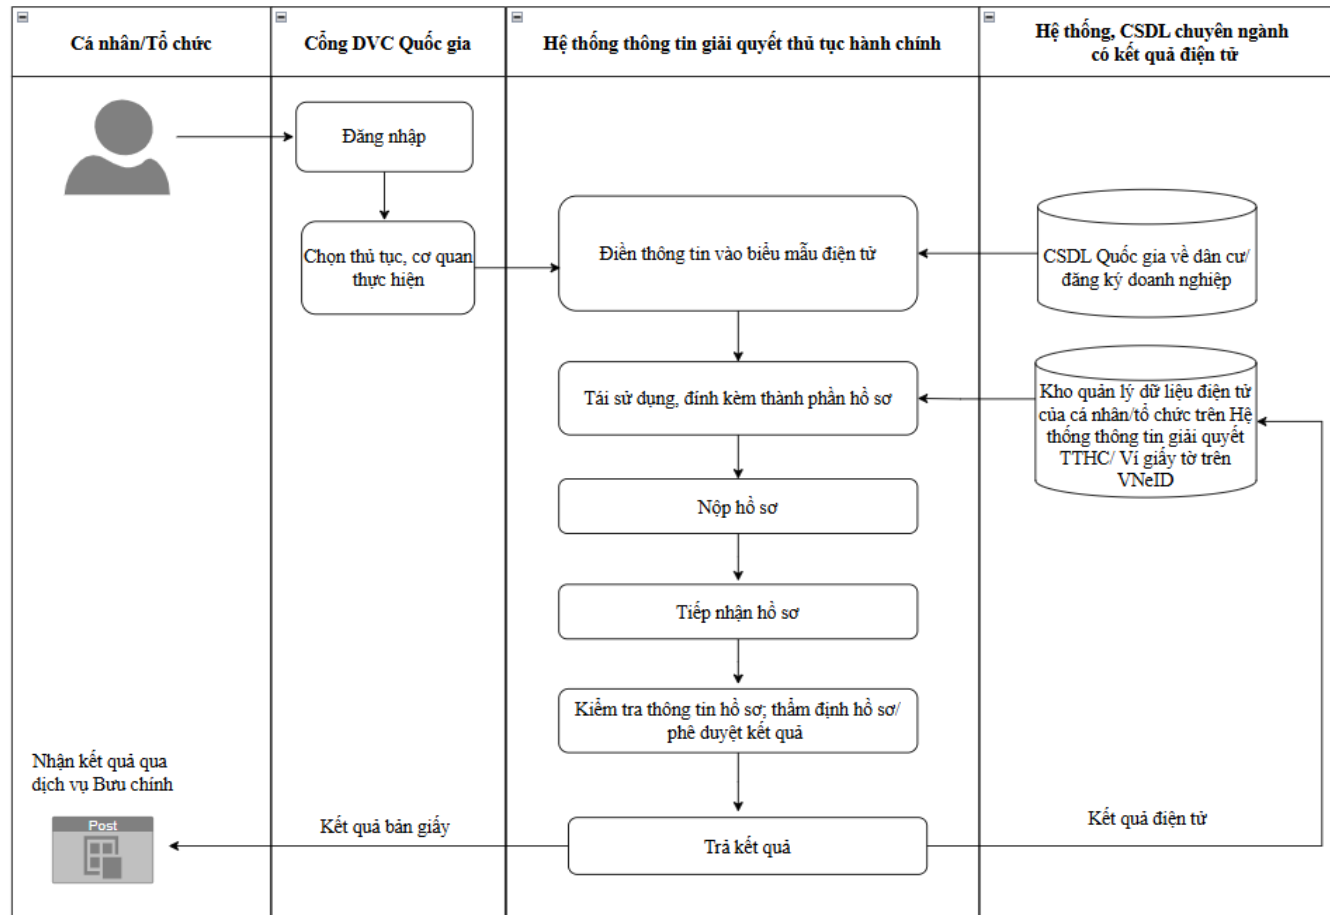 Cá nhân/Tổ chức
Cổng DVC Quốc gia
Hệ thống thông tin giải quyết thủ tục hành chính
Hệ thống, CSDL chuyên ngành
có kết quả điện tử
Đăng nhập
Chọn thủ tục, cơ quan
thực hiện
Điền thông tin vào biểu mẫu điện tử
CSDL Quốc gia về dân cư/
đăng ký doanh nghiệp
Tái sử dụng, đính kèm thành phần hồ sơ
Kho quản lý dữ liệu điện tử
của cá nhân/tổ chức trên Hệ
thống thông tin giải quyết
TTHC/ Ví giấy tờ trên
VNeID
Nộp hồ sơ
Tiếp nhận hồ sơ
Kiểm tra thông tin hồ sơ; thẩm định hồ sơ/
phê duyệt kết quả
Nhận kết quả qua
dịch vụ Bưu chính
Post
Kết quả bản giấy
Trả kết quả
Kết quả điện tử